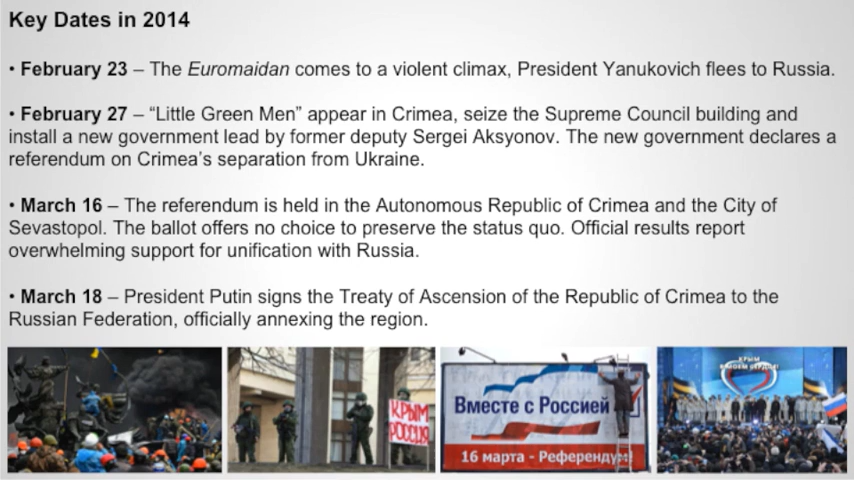 Key Dates in 2014
• February 23 – The Euromaidan comes to a violent climax, President Yanukovich flees to Russia.
• February 27 – “Little Green Men” appear in Crimea, seize the Supreme Council building and
install a new government lead by former deputy Sergei Aksyonov. The new government declares a
referendum on Crimea’s separation from Ukraine.
• March 16 – The referendum is held in the Autonomous Republic of Crimea and the City of
Sevastopol. The ballot offers no choice to preserve the status quo. Official results report
overwhelming support for unification with Russia.
• March 18 – President Putin signs the Treaty of Ascension of the Republic of Crimea to the
Russian Federation, officially annexing the region.
КРЫМ
РОССИЯ
Вместе с Россией
16 марта - Референдум!
КРЫМ
В МОЕМ СЕРДЦЕ!